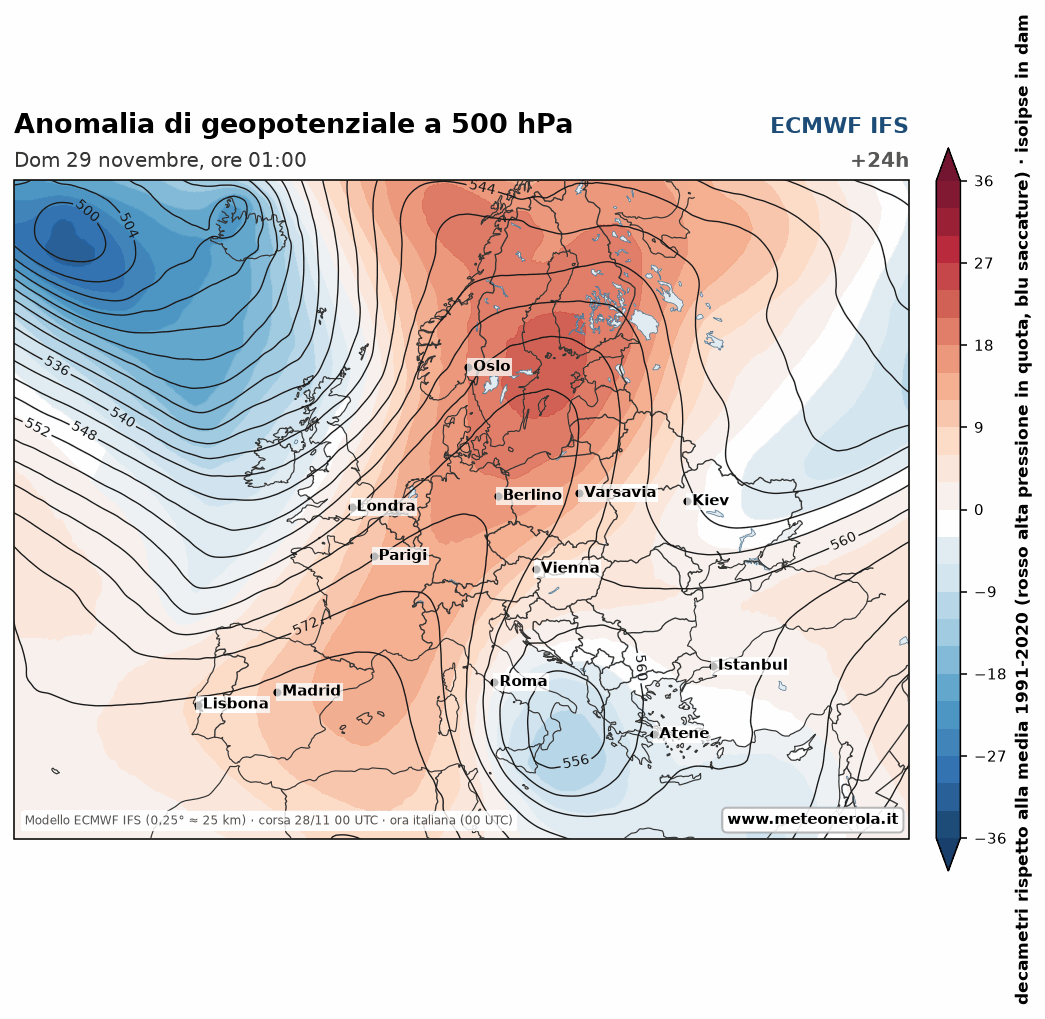 Anomalia di geopotenziale a 500 hPa
ECMWF IFS
Dom 29 novembre, ore 01:00
+24h
544
500
504
536
540
548
552
Oslo
Berlino
Varsavia
Kiev
Londra
Parigi
Vienna
560
572
Istanbul
560
Roma
Madrid
Lisbona
Atene
556
Modello ECMWF IFS (0,25° ≈ 25 km) · corsa 28/11 00 UTC · ora italiana (00 UTC)
www.meteonerola.it
36
27
18
9
0
−9
−18
−27
−36
decametri rispetto alla media 1991-2020 (rosso alta pressione in quota, blu saccature) · isoipse in dam